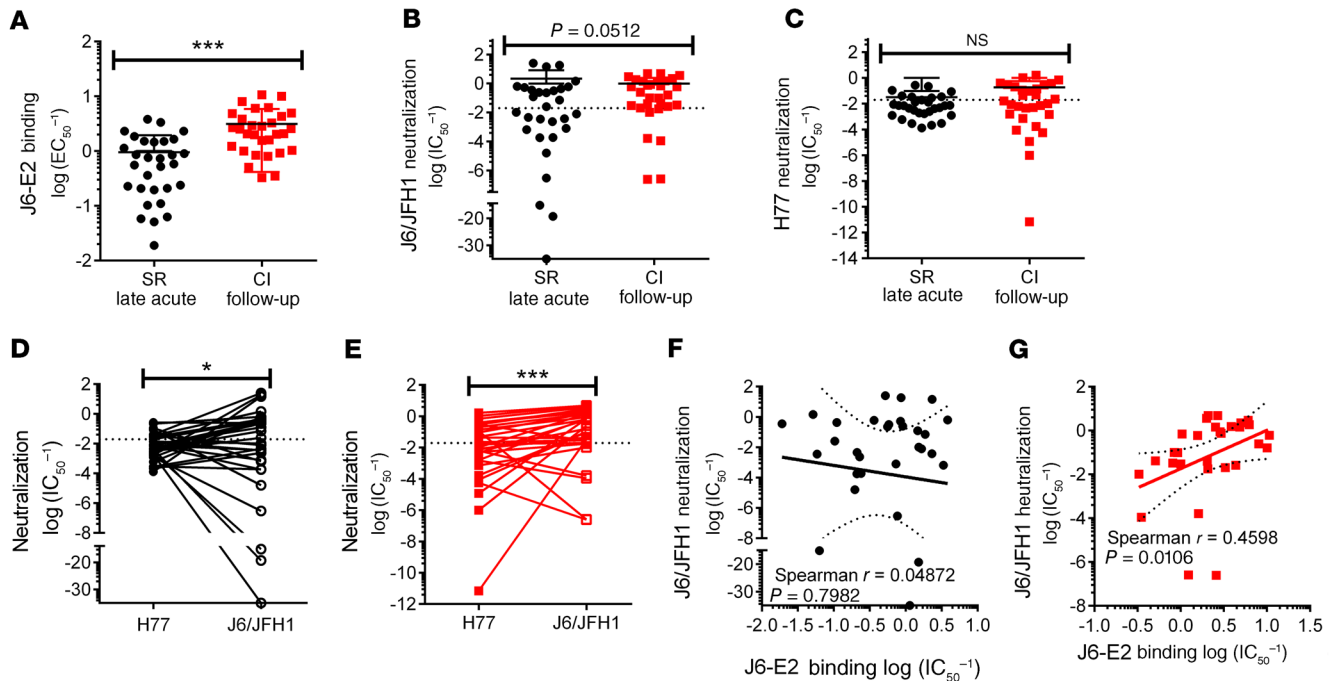 A
***
J6-E2 binding
log (EC₅₀⁻¹)
2
1
0
-1
-2
SR
late acute
CI
follow-up
B
P = 0.0512
J6/JFH1 neutralization
log (IC₅₀⁻¹)
2
0
-2
-4
-6
-20
-30
SR
late acute
CI
follow-up
C
NS
H77 neutralization
log (IC₅₀⁻¹)
2
0
-2
-4
-6
-8
-10
-12
-14
SR
late acute
CI
follow-up
D
*
Neutralization
log (IC₅₀⁻¹)
2
0
-2
-4
-6
-8
-20
-30
H77
J6/JFH1
E
***
Neutralization
log (IC₅₀⁻¹)
2
0
-2
-4
-6
-8
-10
-12
H77
J6/JFH1
F
J6/JFH1 neutralization
log (IC₅₀⁻¹)
2
0
-2
-4
-6
-8
-20
-30
Spearman r = 0.04872
P = 0.7982
-2.0 -1.5 -1.0 -0.5 0.0 0.5 1.0
J6-E2 binding log (IC₅₀⁻¹)
G
J6/JFH1 neutralization
log (IC₅₀⁻¹)
2
0
-2
-4
-6
-8
Spearman r = 0.4598
P = 0.0106
-1.0 -0.5 0.0 0.5 1.0 1.5
J6-E2 binding log (IC₅₀⁻¹)